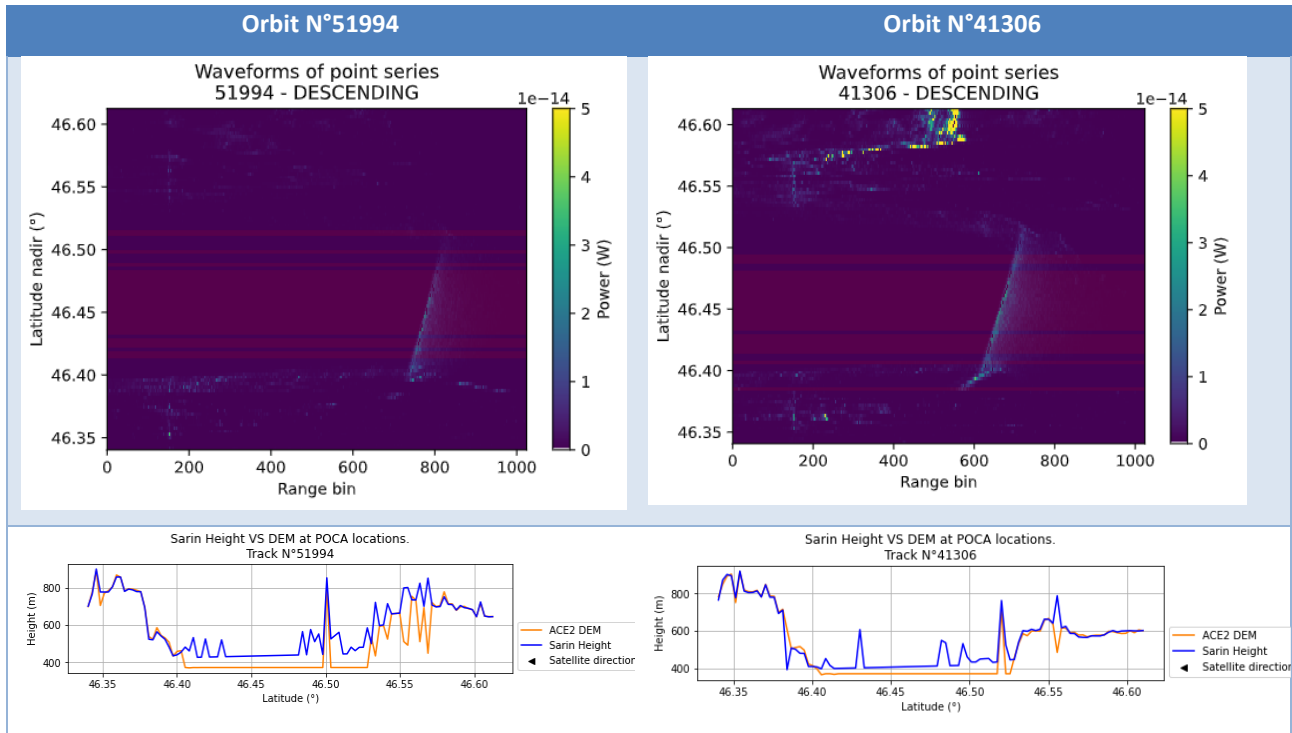 Orbit N°51994
Orbit N°41306
Waveforms of point series
51994 - DESCENDING
1e−14
46.60
46.55
46.50
46.45
46.40
46.35
Latitude nadir (°)
0
200
400
600
800
1000
Range bin
5
4
3
2
1
0
Power (W)
Waveforms of point series
41306 - DESCENDING
1e−14
46.60
46.55
46.50
46.45
46.40
46.35
Latitude nadir (°)
0
200
400
600
800
1000
Range bin
5
4
3
2
1
0
Power (W)
Sarin Height VS DEM at POCA locations.
Track N°51994
800
600
400
Height (m)
46.35
46.40
46.45
46.50
46.55
46.60
Latitude (°)
ACE2 DEM
Sarin Height
Satellite direction
Sarin Height VS DEM at POCA locations.
Track N°41306
800
600
400
Height (m)
46.35
46.40
46.45
46.50
46.55
46.60
Latitude (°)
ACE2 DEM
Sarin Height
Satellite direction